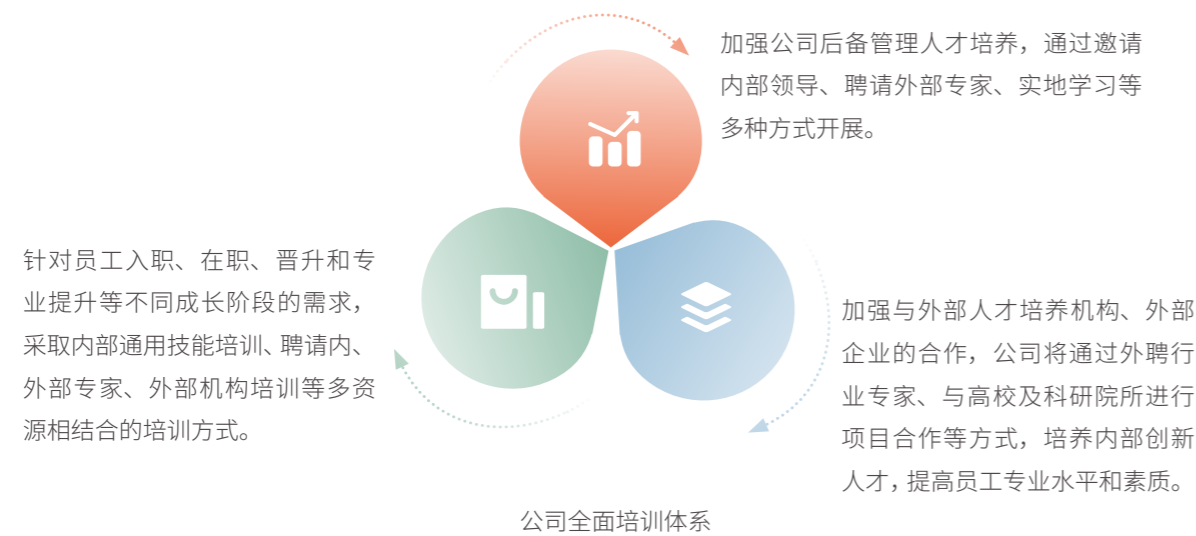 加强公司后备管理人才培养，通过邀请
内部领导、聘请外部专家、实地学习等
多种方式开展。
针对员工入职、在职、晋升和专
业提升等不同成长阶段的需求，
采取内部通用技能培训、聘请内、
外部专家、外部机构培训等多资
源相结合的培训方式。
加强与外部人才培养机构、外部
企业的合作，公司将通过外聘行
业专家、与高校及科研院所进行
项目合作等方式，培养内部创新
人才，提高员工专业水平和素质。
公司全面培训体系